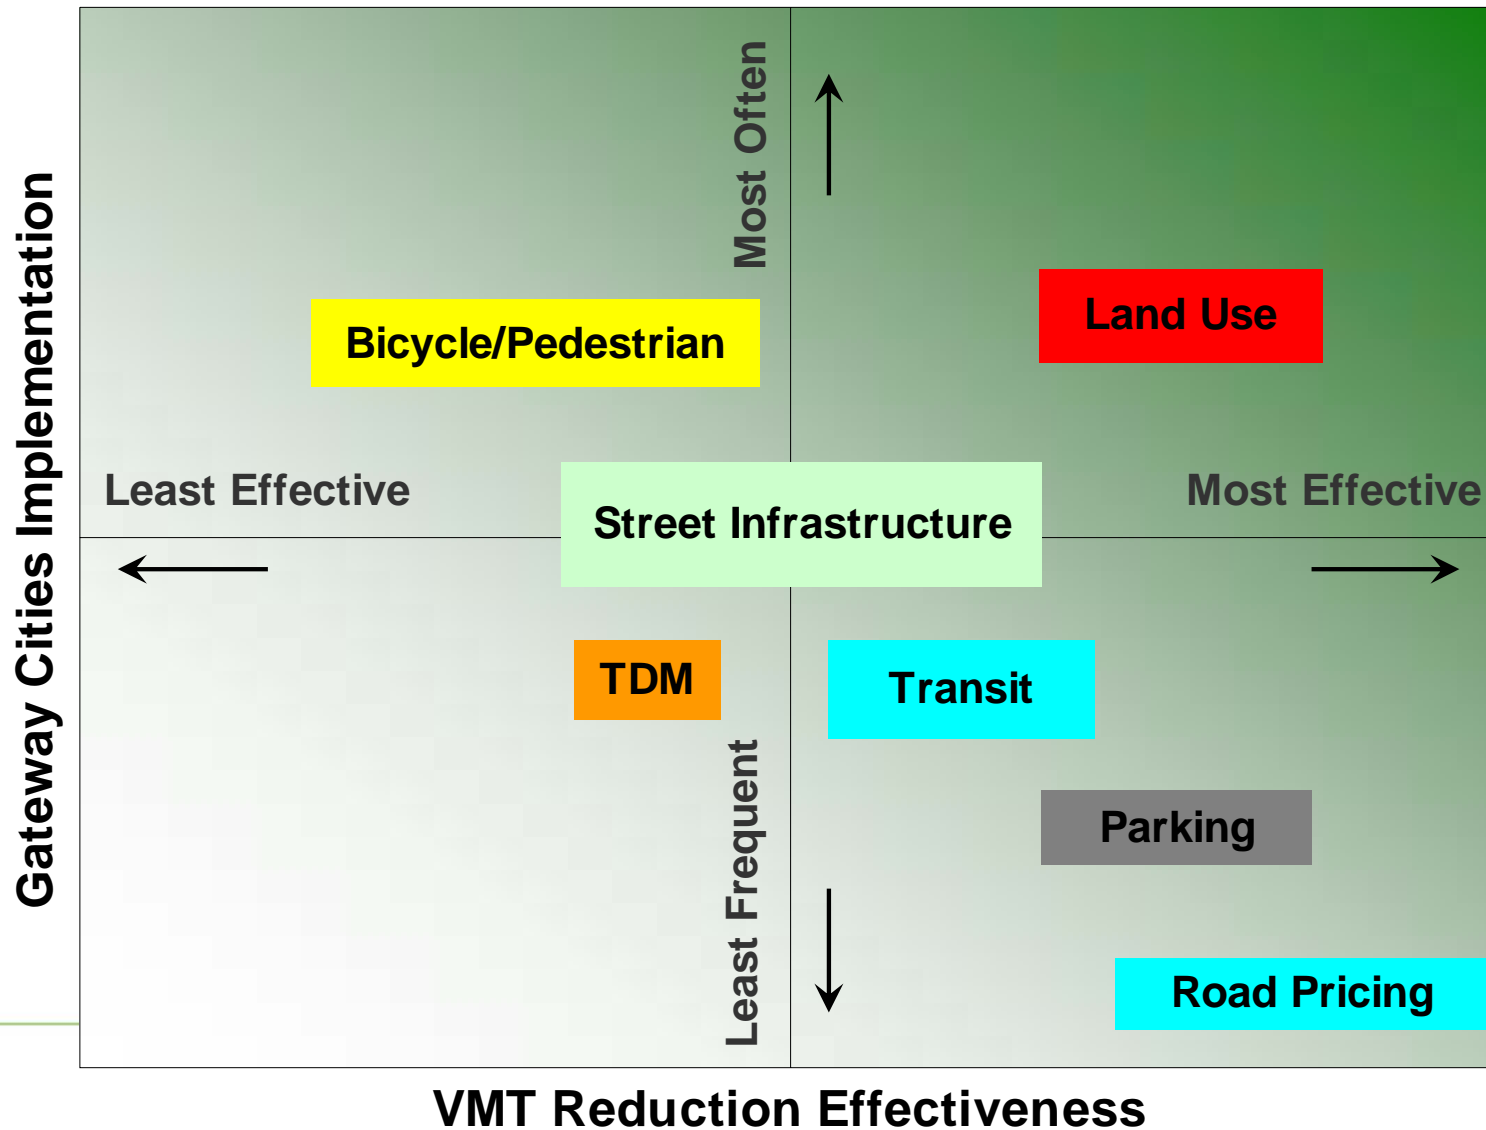 Gateway Cities Implementation
Most Often
Land Use
Bicycle/Pedestrian
Least Effective
Most Effective
Street Infrastructure
TDM
Transit
Least Frequent
Parking
Road Pricing
VMT Reduction Effectiveness